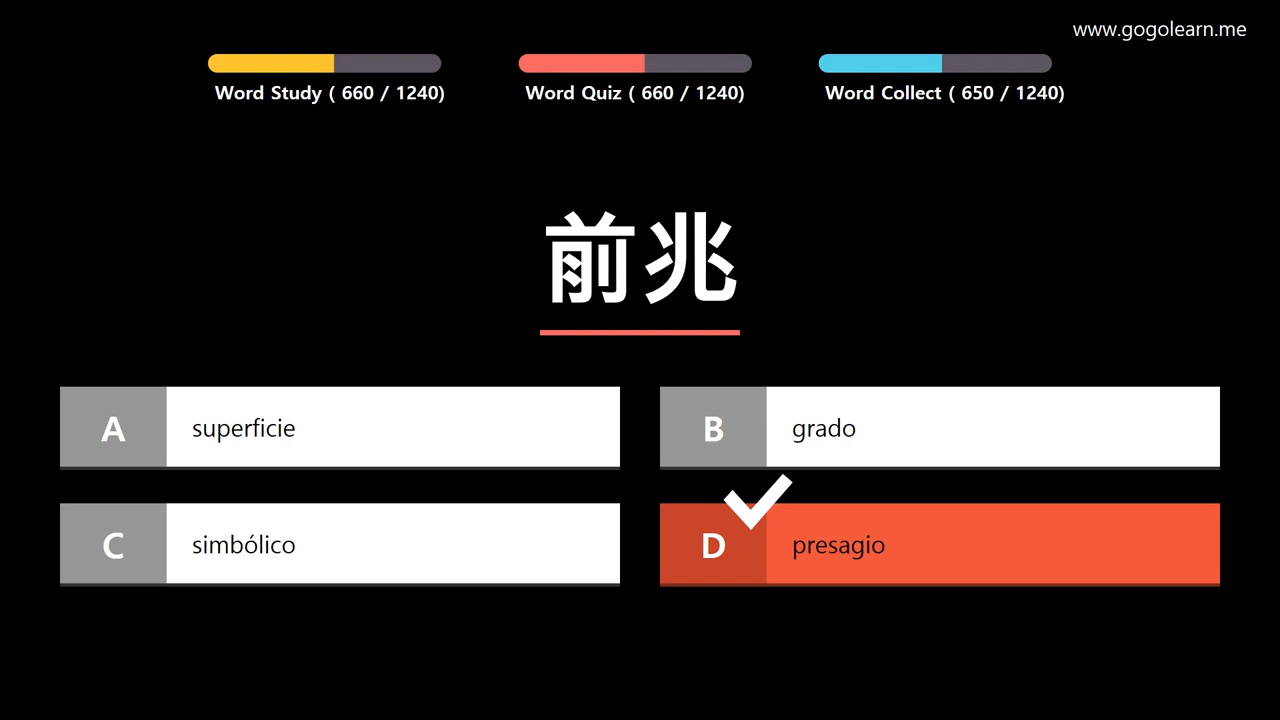 www.gogolearn.me
Word Study ( 660 / 1240)
Word Quiz ( 660 / 1240)
Word Collect ( 650 / 1240)
前兆
A superficie
B grado
C simbólico
D presagio